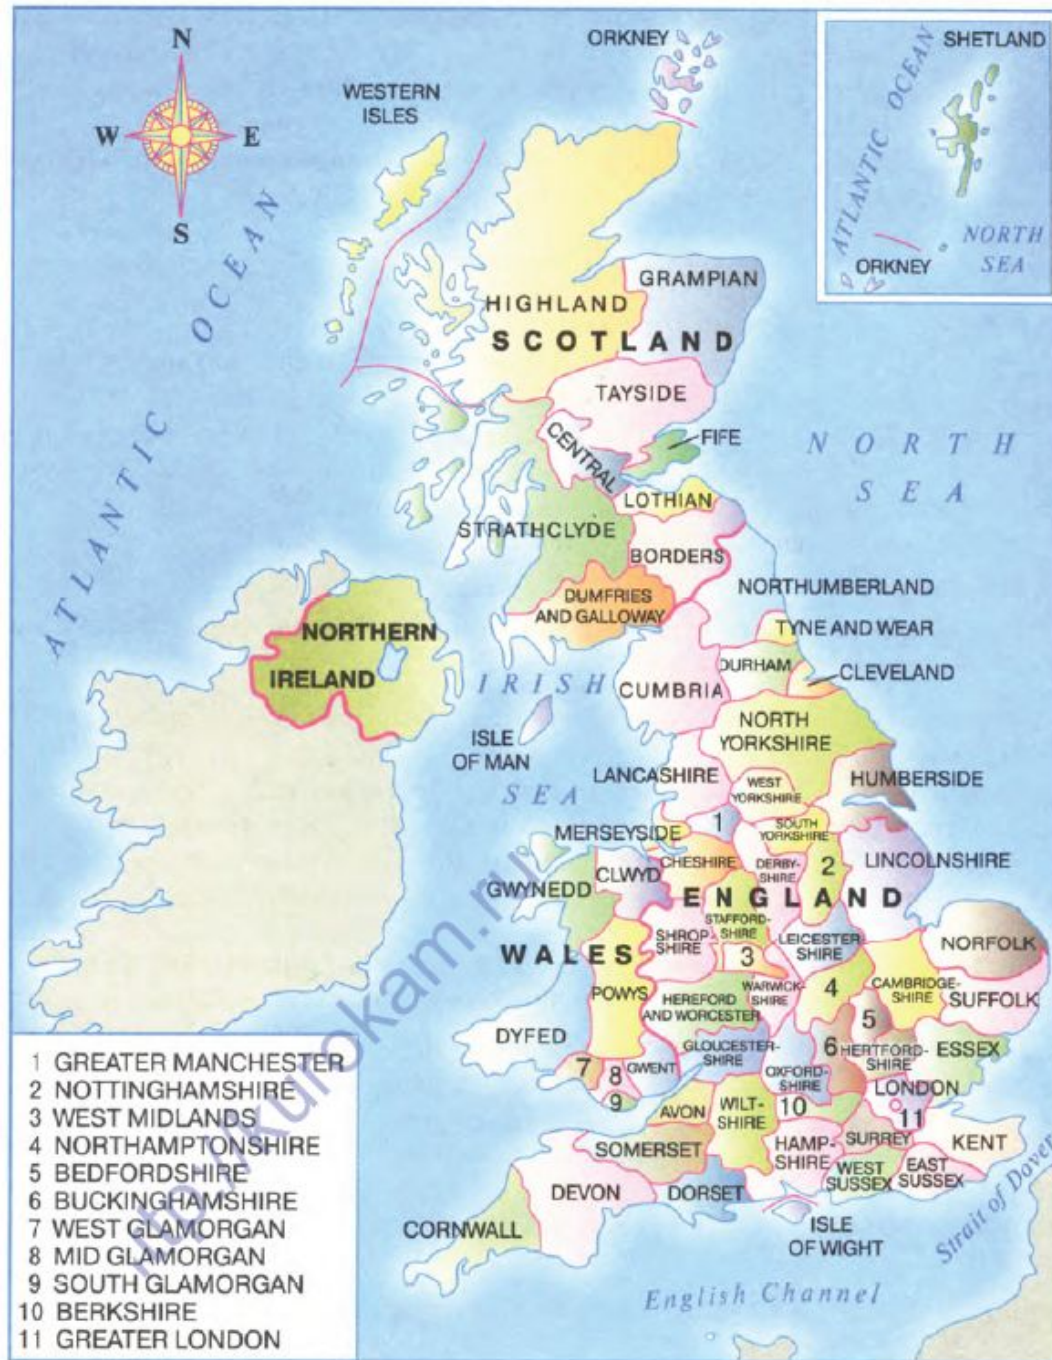 N
W
E
S
ORKNEY
WESTERN
ISLES
ATLANTIC OCEAN
SHETLAND
ATLANTIC OCEAN
NORTH
SEA
ORKNEY
GRAMPIAN
HIGHLAND
SCOTLAND
TAYSIDE
FIFE
CENTRAL
NORTH
SEA
LOTHIAN
STRATHCLYDE
BORDERS
NORTHUMBERLAND
DUMFRIES
AND GALLOWAY
TYNE AND WEAR
NORTHERN
IRELAND
DURHAM
CLEVELAND
IRISH
SEA
CUMBRIA
ISLE
OF MAN
NORTH
YORKSHIRE
LANCASHIRE
HUMBERSIDE
WEST
YORKSHIRE
1
MERSEYSIDE
SOUTH
YORKSHIRE
CHESHIRE
DERBY-
SHIRE
2
LINCOLNSHIRE
CLWYD
GWYNEDD
ENGLAND
STAFFORD-
SHIRE
SHROP-
SHIRE
3
LEICESTER-
SHIRE
NORFOLK
WALES
POWYS
WARWICK-
SHIRE
4
CAMBRIDGE-
SHIRE
SUFFOLK
HEREFORD
AND WORCESTER
5
DYFED
GLOUCESTER-
SHIRE
6
HERTFORD-
SHIRE
ESSEX
7
8
GWENT
9
OXFORD-
SHIRE
LONDON
11
AVON
WILT-
SHIRE
10
SOMERSET
HAMP-
SHIRE
SURREY
KENT
DEVON
DORSET
WEST
SUSSEX
EAST
SUSSEX
CORNWALL
ISLE
OF WIGHT
Strait of Dover
English Channel
1 GREATER MANCHESTER
2 NOTTINGHAMSHIRE
3 WEST MIDLANDS
4 NORTHAMPTONSHIRE
5 BEDFORDSHIRE
6 BUCKINGHAMSHIRE
7 WEST GLAMORGAN
8 MID GLAMORGAN
9 SOUTH GLAMORGAN
10 BERKSHIRE
11 GREATER LONDON
http://kurokam.ru